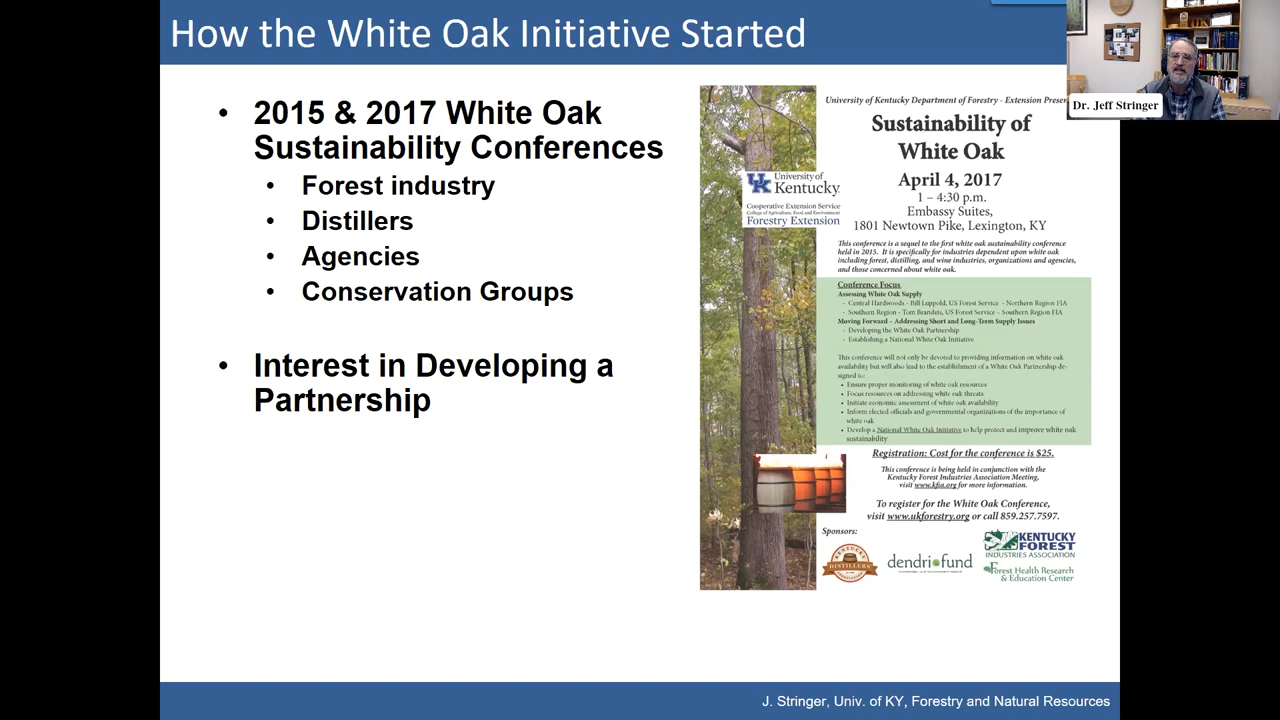 How the White Oak Initiative Started
Dr. Jeff Stringer
• 2015 & 2017 White Oak
Sustainability Conferences
• Forest industry
• Distillers
• Agencies
• Conservation Groups
• Interest in Developing a
Partnership
University of Kentucky Department of Forestry - Extension
Sustainability of
White Oak
April 4, 2017
1 – 4:30 p.m.
Embassy Suites,
1801 Newtown Pike, Lexington, KY
University of
Kentucky
Cooperative Extension Service
College of Agriculture, Food and Environment
Forestry Extension
This conference is a sequel to the first white oak sustainability conference
held in 2015. It is specifically for industries dependent upon white oak
including forest, distilling, and wine industries, organizations and agencies,
and those concerned about white oak.
Conference Focus
Assessing White Oak Supply
- Central Hardwoods - Bill Luppold, US Forest Service - Northern Region FIA
- Southern Region - Tom Brandeis, US Forest Service – Southern Region FIA
Moving Forward – Addressing Short and Long-Term Supply Issues
- Developing the White Oak Partnership
- Establishing a National White Oak Initiative
This conference will not only be devoted to providing information on white oak
availability but will also lead to the establishment of a White Oak Partnership de-
signed to:
• Ensure proper monitoring of white oak resources
• Focus resources on addressing white oak threats
• Initiate economic assessment of white oak availability
• Inform elected officials and governmental organizations of the importance of
white oak
• Develop a National White Oak Initiative to help protect and improve white oak
sustainability
Registration: Cost for the conference is $25.
This conference is being held in conjunction with the
Kentucky Forest Industries Association Meeting,
visit www.kfia.org for more information.
To register for the White Oak Conference,
visit www.ukforestry.org or call 859.257.7597.
Sponsors:
KENTUCKY
DISTILLERS'
ASSOCIATION
dendrifund
KENTUCKY
FOREST
INDUSTRIES ASSOCIATION
Forest Health Research
& Education Center
J. Stringer, Univ. of KY, Forestry and Natural Resources